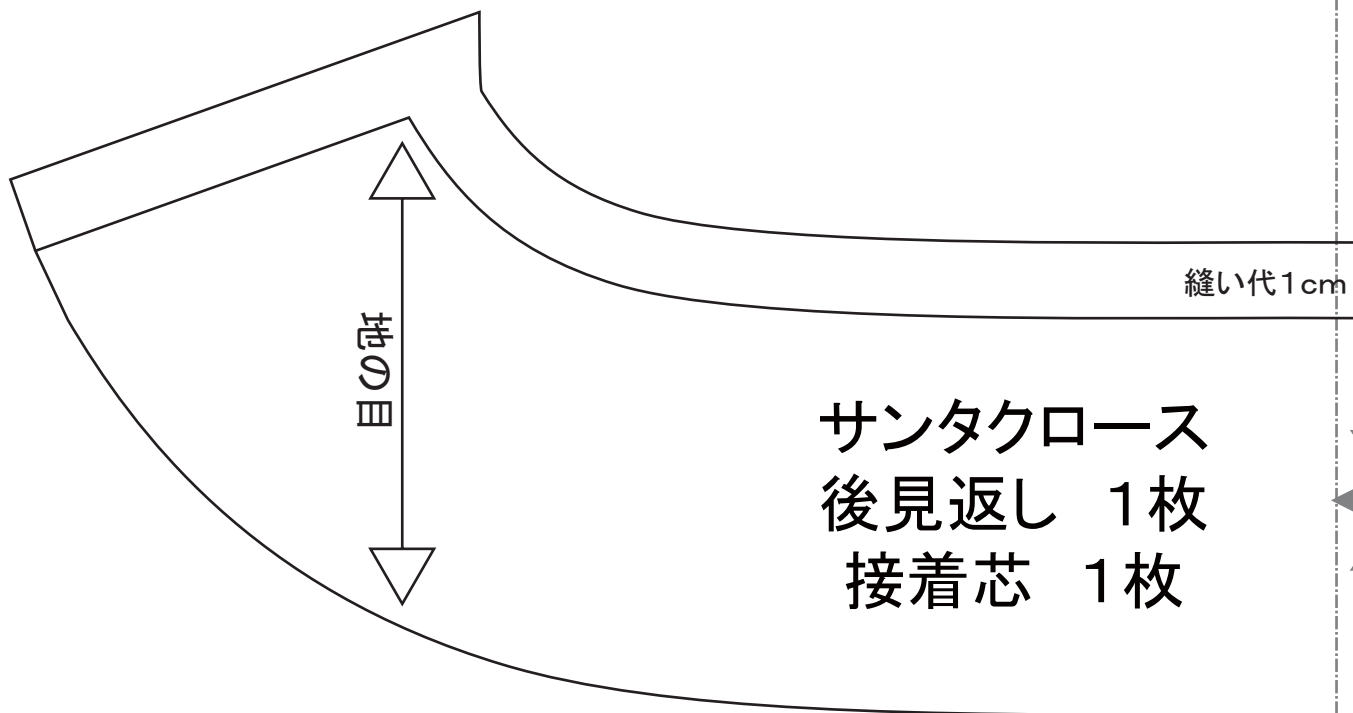 縫い代1cm
地の目
サンタクロース
後見返し　1枚
接着芯　1枚